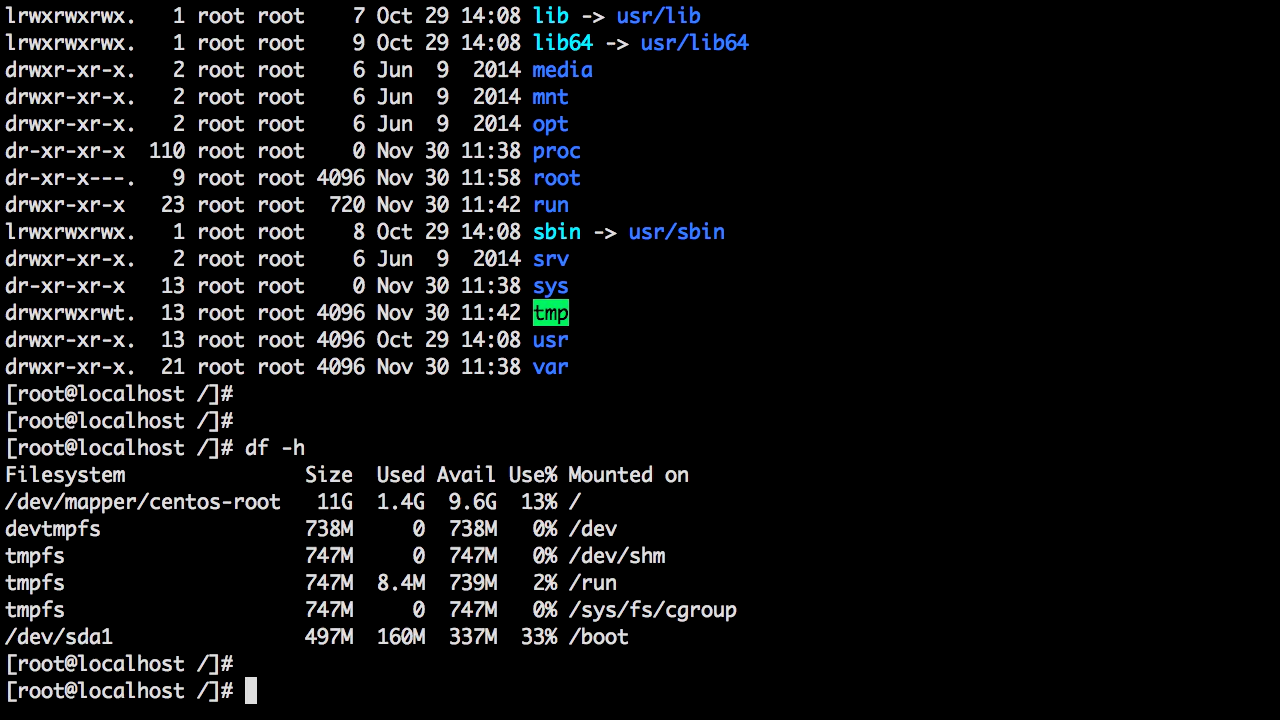 lrwxrwxrwx.   1 root root    7 Oct 29 14:08 lib -> usr/lib
lrwxrwxrwx.   1 root root    9 Oct 29 14:08 lib64 -> usr/lib64
drwxr-xr-x.   2 root root    6 Jun  9  2014 media
drwxr-xr-x.   2 root root    6 Jun  9  2014 mnt
drwxr-xr-x.   2 root root    6 Jun  9  2014 opt
dr-xr-xr-x  110 root root    0 Nov 30 11:38 proc
dr-xr-x---.   9 root root 4096 Nov 30 11:58 root
drwxr-xr-x   23 root root  720 Nov 30 11:42 run
lrwxrwxrwx.   1 root root    8 Oct 29 14:08 sbin -> usr/sbin
drwxr-xr-x.   2 root root    6 Jun  9  2014 srv
dr-xr-xr-x   13 root root    0 Nov 30 11:38 sys
drwxrwxrwt.  13 root root 4096 Nov 30 11:42 tmp
drwxr-xr-x.  13 root root 4096 Oct 29 14:08 usr
drwxr-xr-x.  21 root root 4096 Nov 30 11:38 var
[root@localhost /]#
[root@localhost /]#
[root@localhost /]# df -h
Filesystem               Size  Used Avail Use% Mounted on
/dev/mapper/centos-root   11G  1.4G  9.6G  13% /
devtmpfs                 738M     0  738M   0% /dev
tmpfs                    747M     0  747M   0% /dev/shm
tmpfs                    747M  8.4M  739M   2% /run
tmpfs                    747M     0  747M   0% /sys/fs/cgroup
/dev/sda1                497M  160M  337M  33% /boot
[root@localhost /]#
[root@localhost /]#